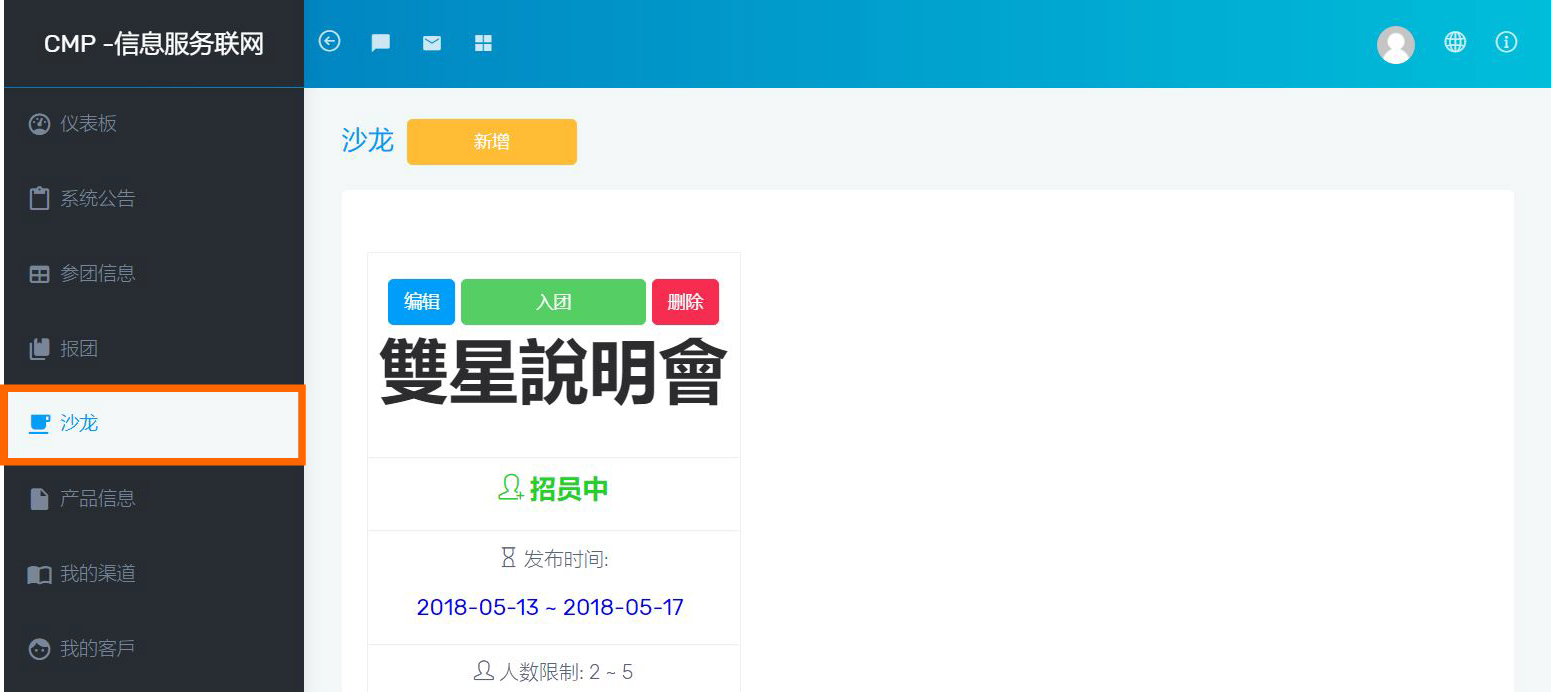 CMP -信息服务联网
仪表板
系统公告
参团信息
报团
沙龙
产品信息
我的渠道
我的客戶
沙龙 新增
编辑 入团 删除
雙星說明會
招员中
发布时间:
2018-05-13 ~ 2018-05-17
人数限制: 2 ~ 5